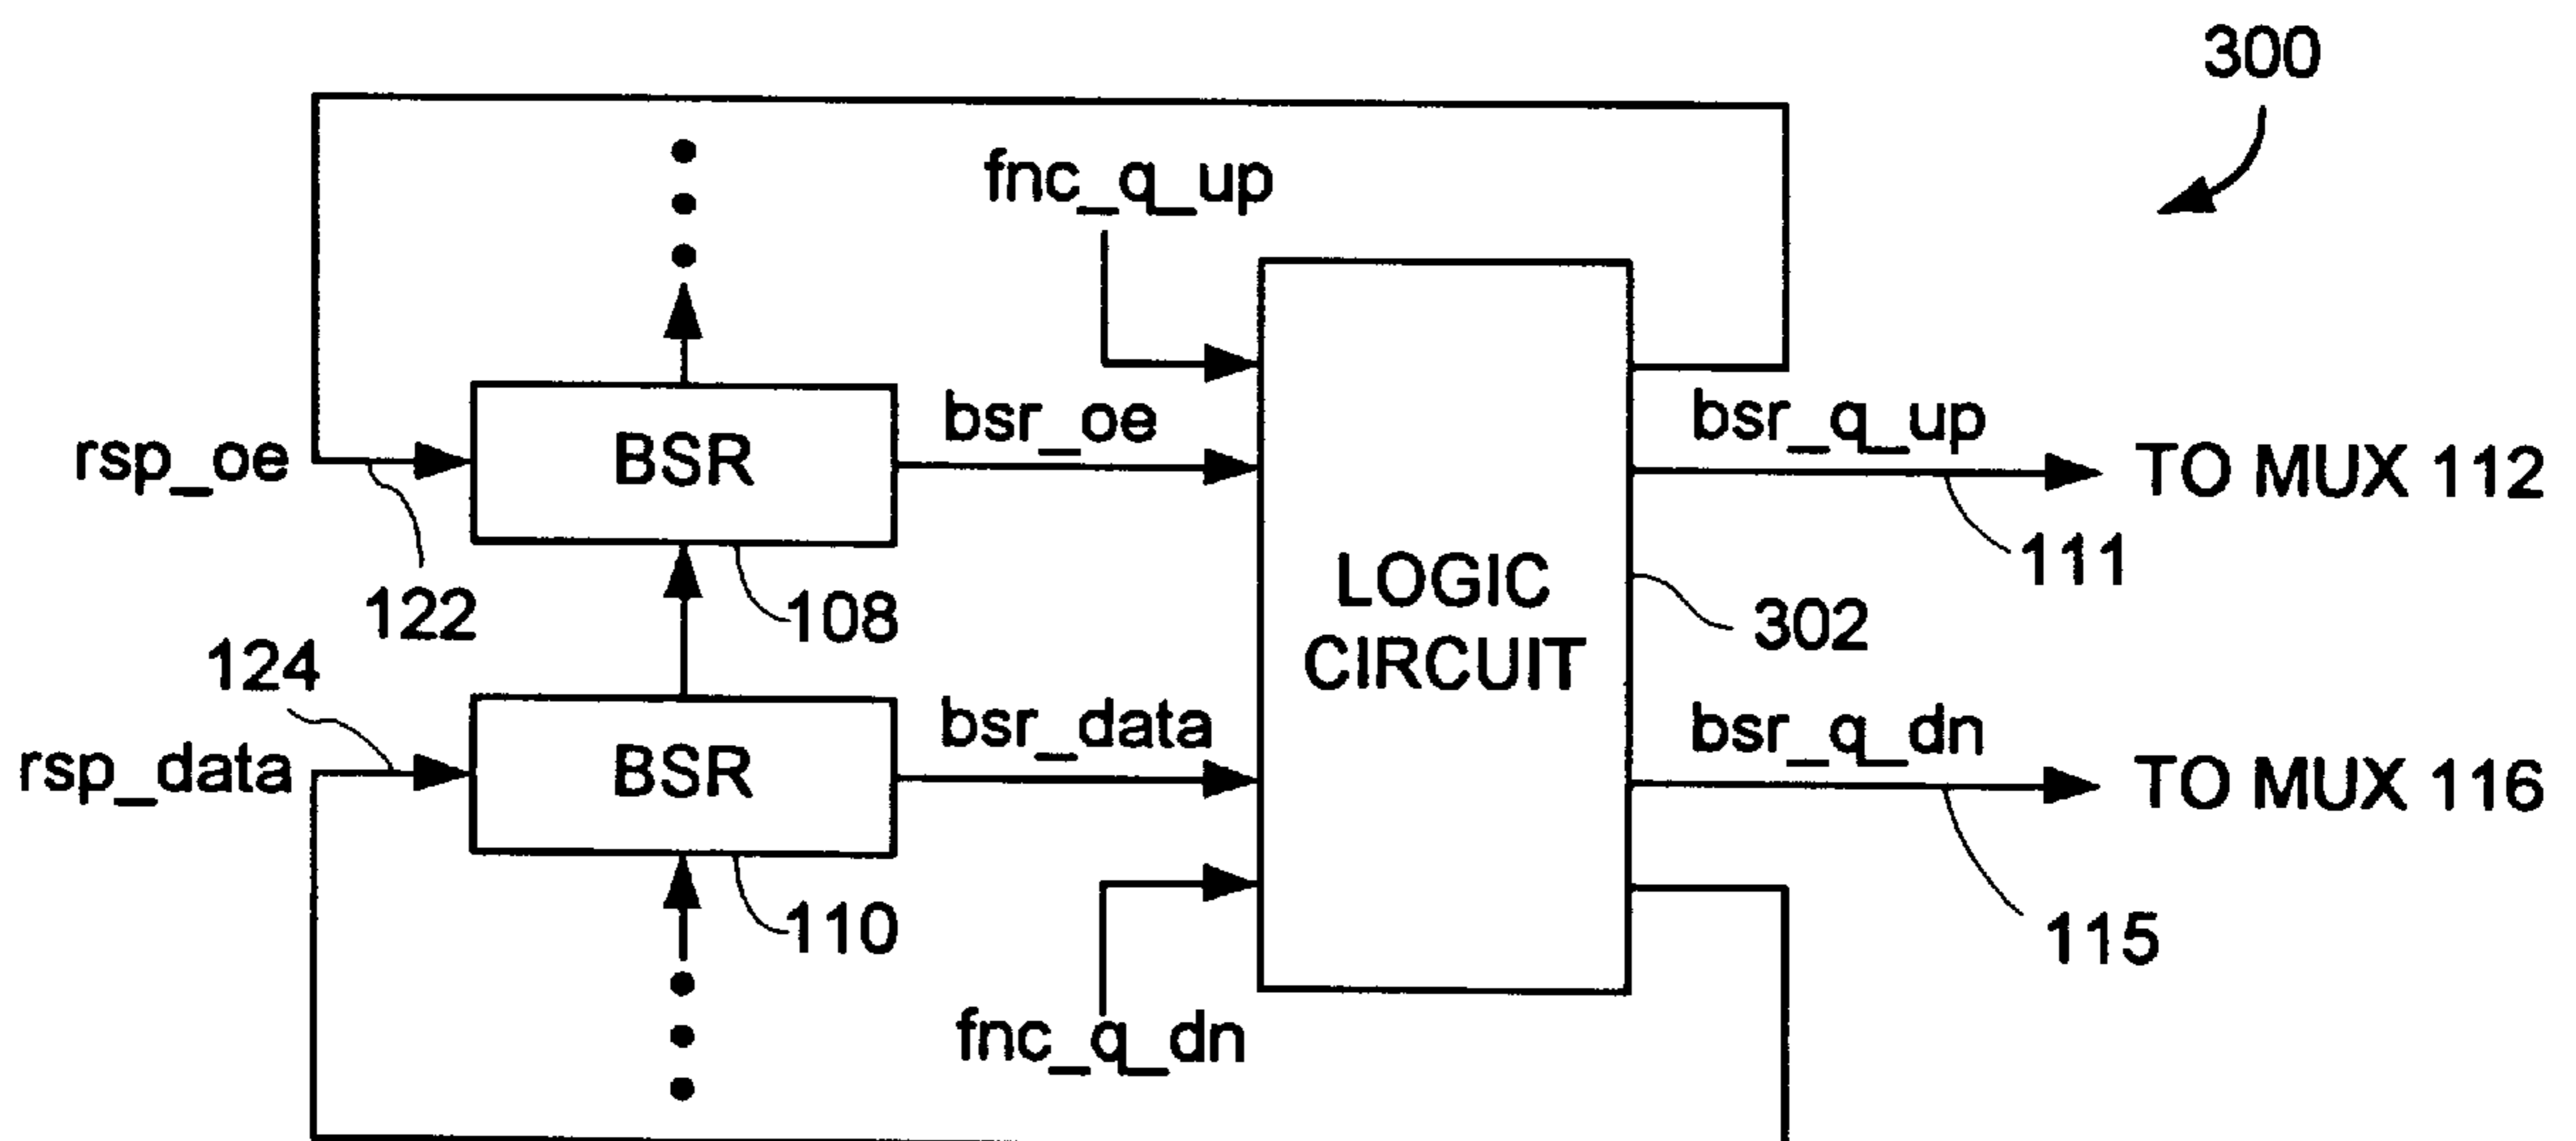 300
fnc_q_up
rsp_oe
BSR
bsr_oe
bsr_q_up
TO MUX 112
122
108
111
LOGIC
CIRCUIT
302
124
rsp_data
BSR
bsr_data
bsr_q_dn
TO MUX 116
110
115
fnc_q_dn